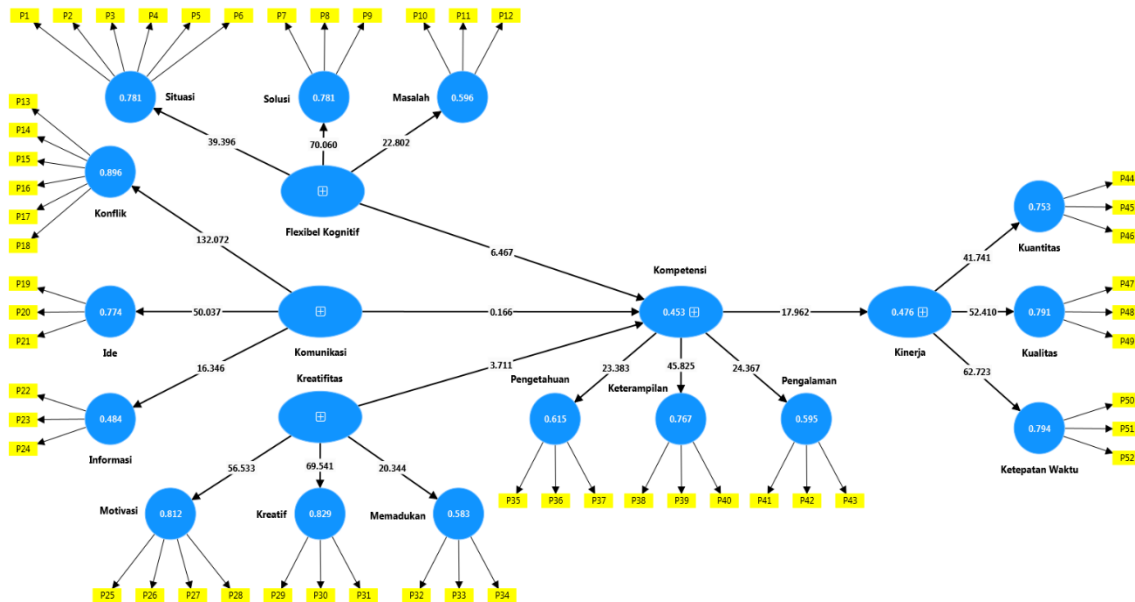 P1 P2 P3 P4 P5 P6 P7 P8 P9 P10 P11 P12
0.781 Situasi
Solusi 0.781
Masalah 0.596
P13
P14
P15
P16
P17
P18
0.896
Konflik
39.396
70.060
22.802
Flexibel Kognitif
132.072
6.467
P19
P20
P21
0.774
Ide
50.037
Komunikasi
0.166
16.346
P22
P23
P24
0.484
Informasi
Kreatifitas
3.711
56.533
69.541
20.344
Motivasi 0.812
Kreatif 0.829
Memadukan 0.583
P25 P26 P27 P28 P29 P30 P31 P32 P33 P34
Kompetensi
0.453
17.962
23.383
45.825
24.367
Pengetahuan
Keterampilan
Pengalaman
0.615
0.767
0.595
P35 P36 P37 P38 P39 P40 P41 P42 P43
0.476
Kinerja
41.741
52.410
62.723
0.753
Kuantitas
P44
P45
P46
0.791
Kualitas
P47
P48
P49
0.794
Ketepatan Waktu
P50
P51
P52